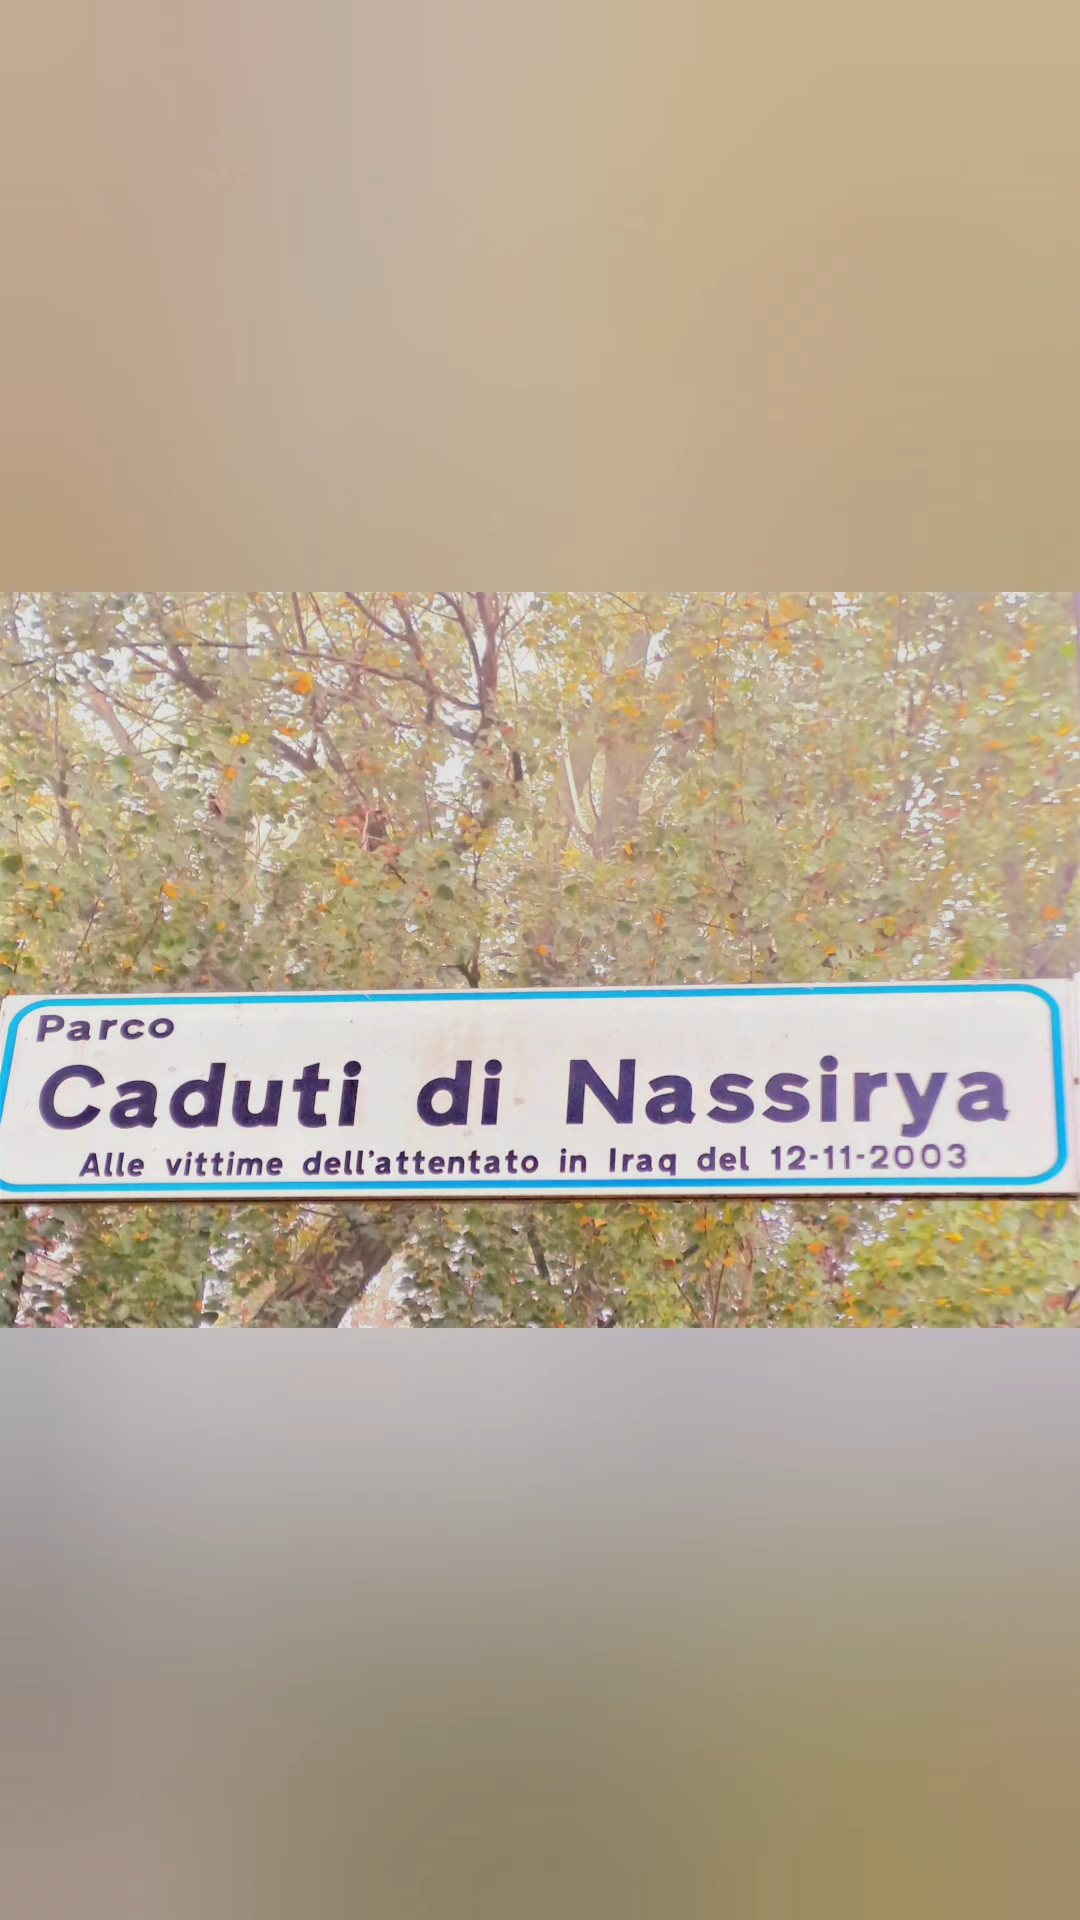 Parco
Caduti di Nassirya
Alle vittime dell'attentato in Iraq del 12-11-2003